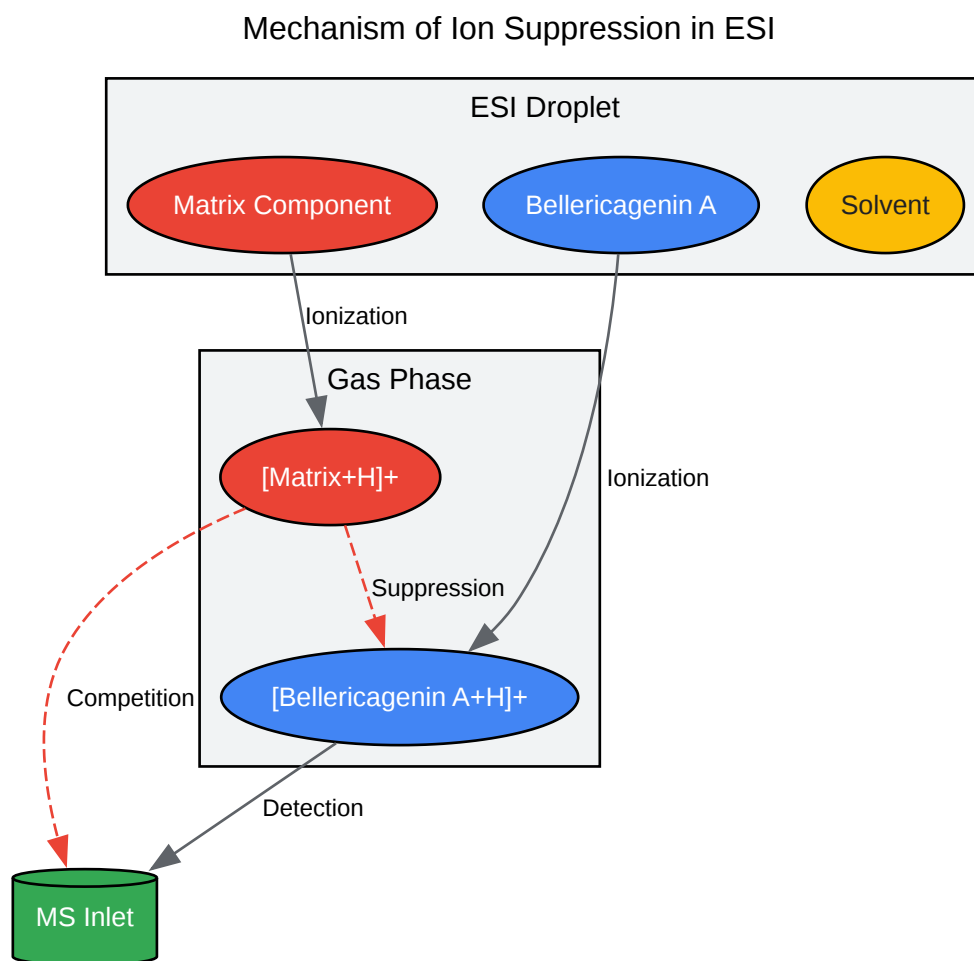 Mechanism of Ion Suppression in ESI
ESI Droplet
Matrix Component
Bellericagenin A
Solvent
Ionization
Gas Phase
[Matrix+H]+
Ionization
Suppression
[Bellericagenin A+H]+
Competition
Detection
MS Inlet